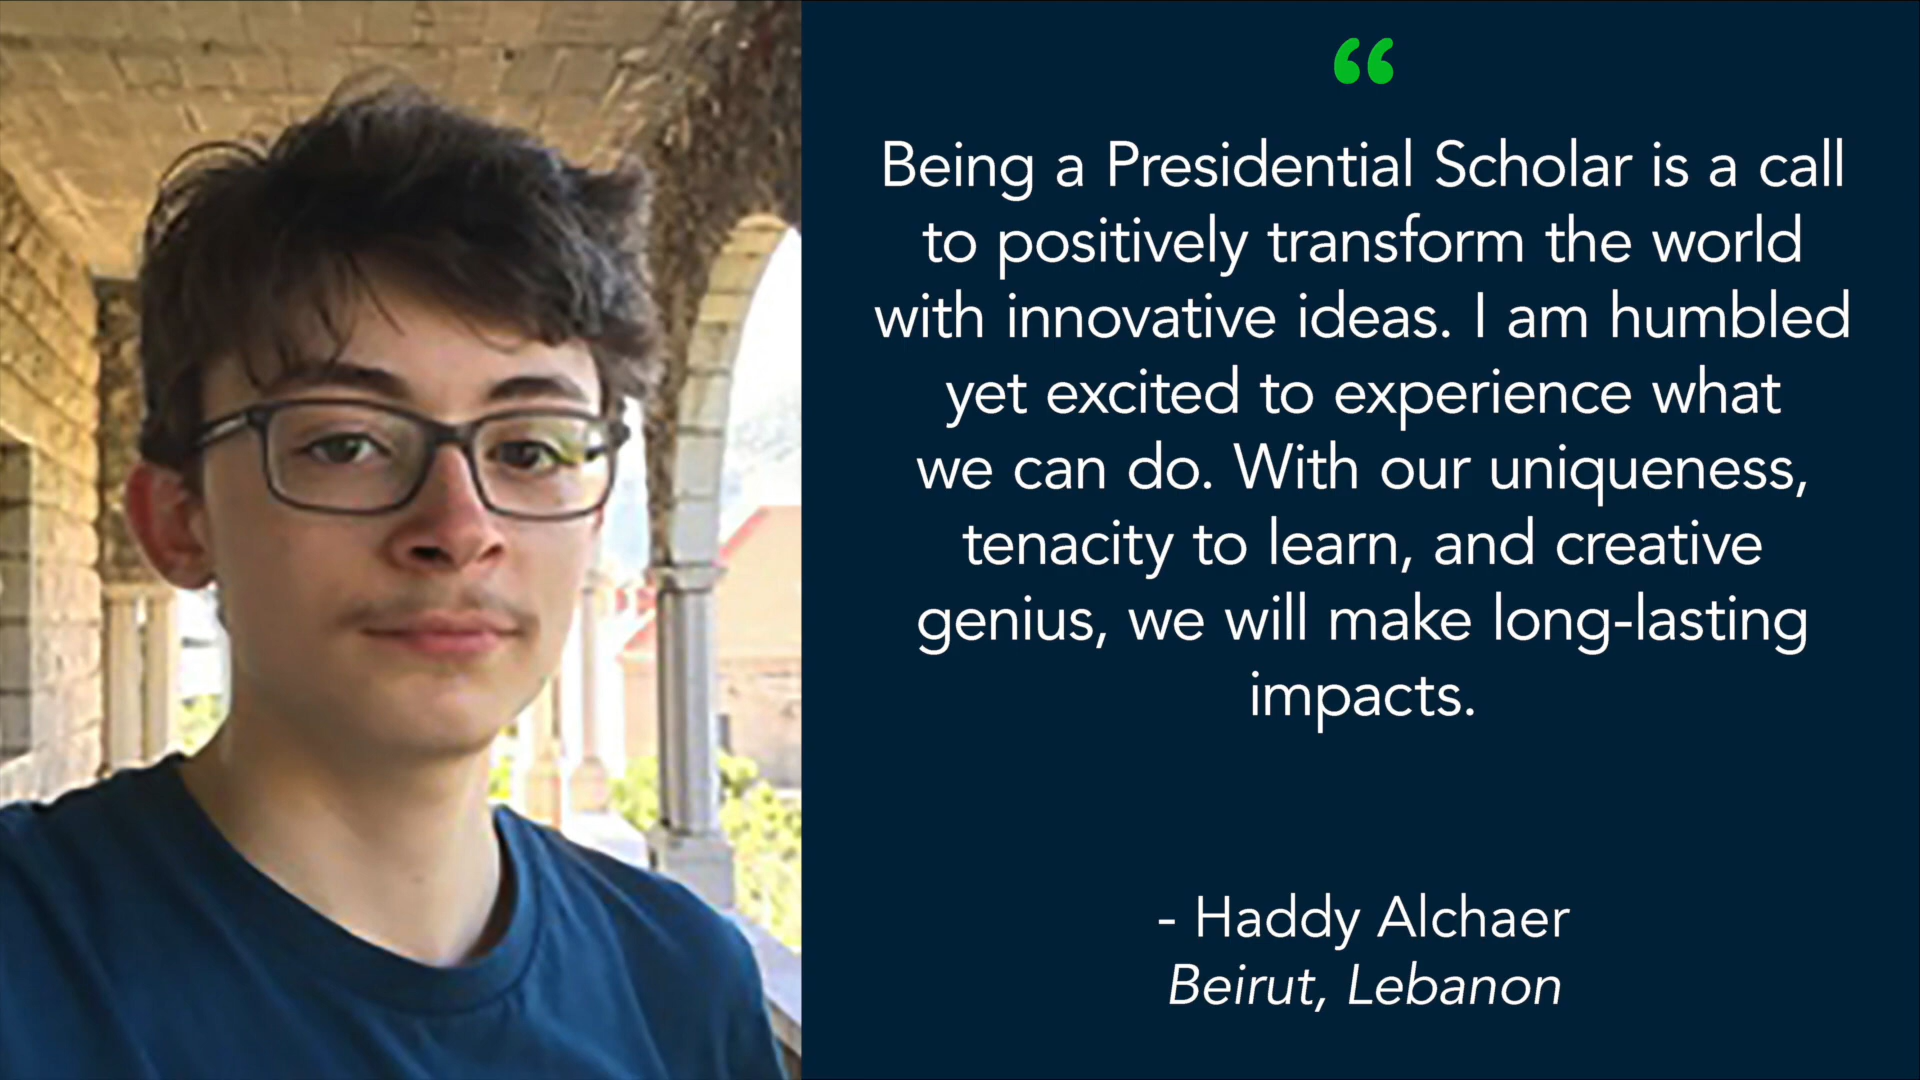 “
Being a Presidential Scholar is a call
to positively transform the world
with innovative ideas. I am humbled
yet excited to experience what
we can do. With our uniqueness,
tenacity to learn, and creative
genius, we will make long-lasting
impacts.
- Haddy Alchaer
Beirut, Lebanon